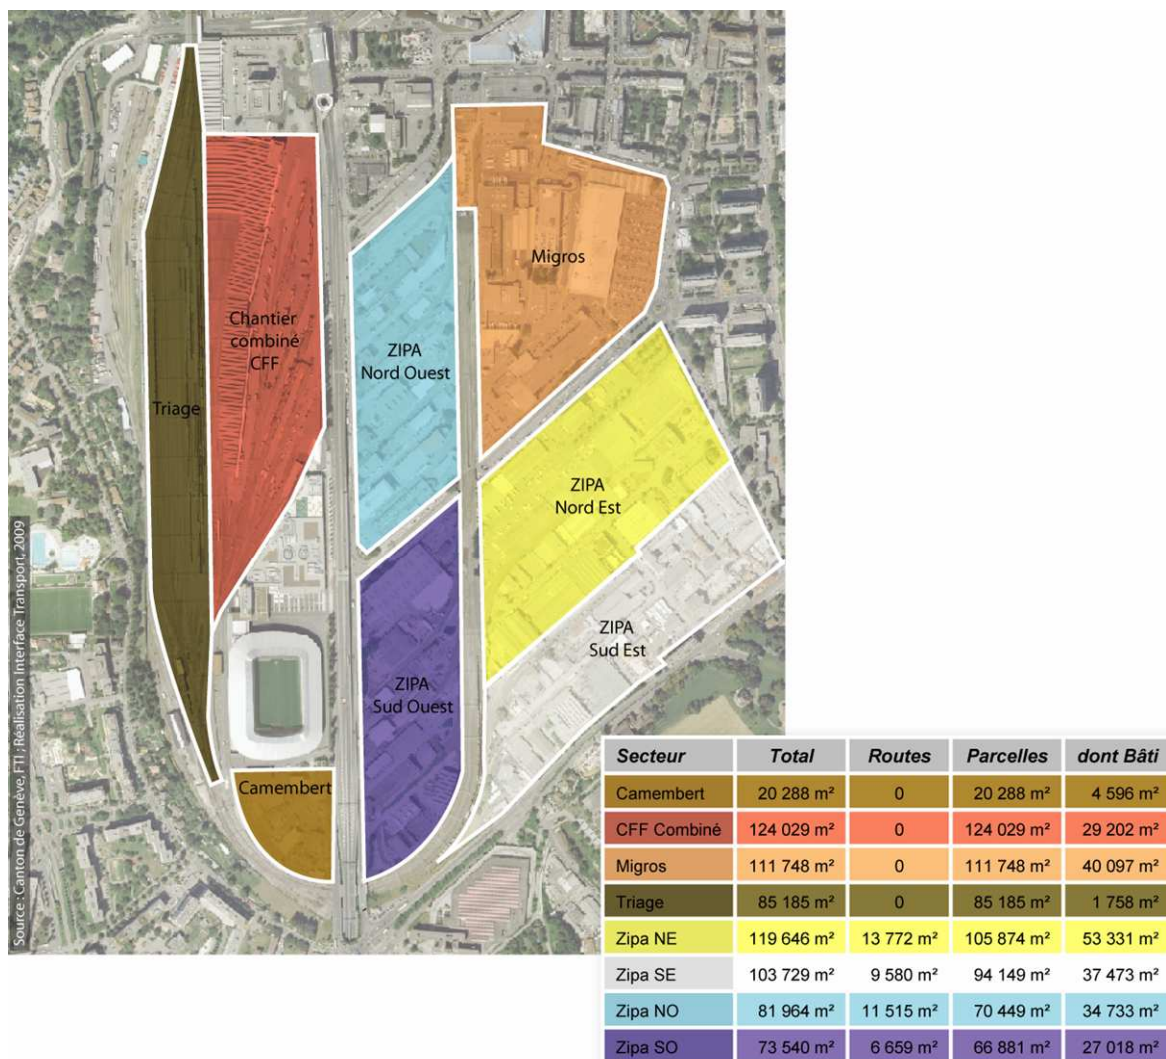 Migros
Chantier
combiné
CFF
ZIPA
Nord Ouest
Triage
ZIPA
Nord Est
ZIPA
Sud Est
ZIPA
Sud Ouest
Camembert
Source : Canton de Genève, FTI ; Réalisation Interface Transport, 2009
Secteur Total Routes Parcelles dont Bâti
Camembert 20 288 m² 0 20 288 m² 4 596 m²
CFF Combiné 124 029 m² 0 124 029 m² 29 202 m²
Migros 111 748 m² 0 111 748 m² 40 097 m²
Triage 85 185 m² 0 85 185 m² 1 758 m²
Zipa NE 119 646 m² 13 772 m² 105 874 m² 53 331 m²
Zipa SE 103 729 m² 9 580 m² 94 149 m² 37 473 m²
Zipa NO 81 964 m² 11 515 m² 70 449 m² 34 733 m²
Zipa SO 73 540 m² 6 659 m² 66 881 m² 27 018 m²